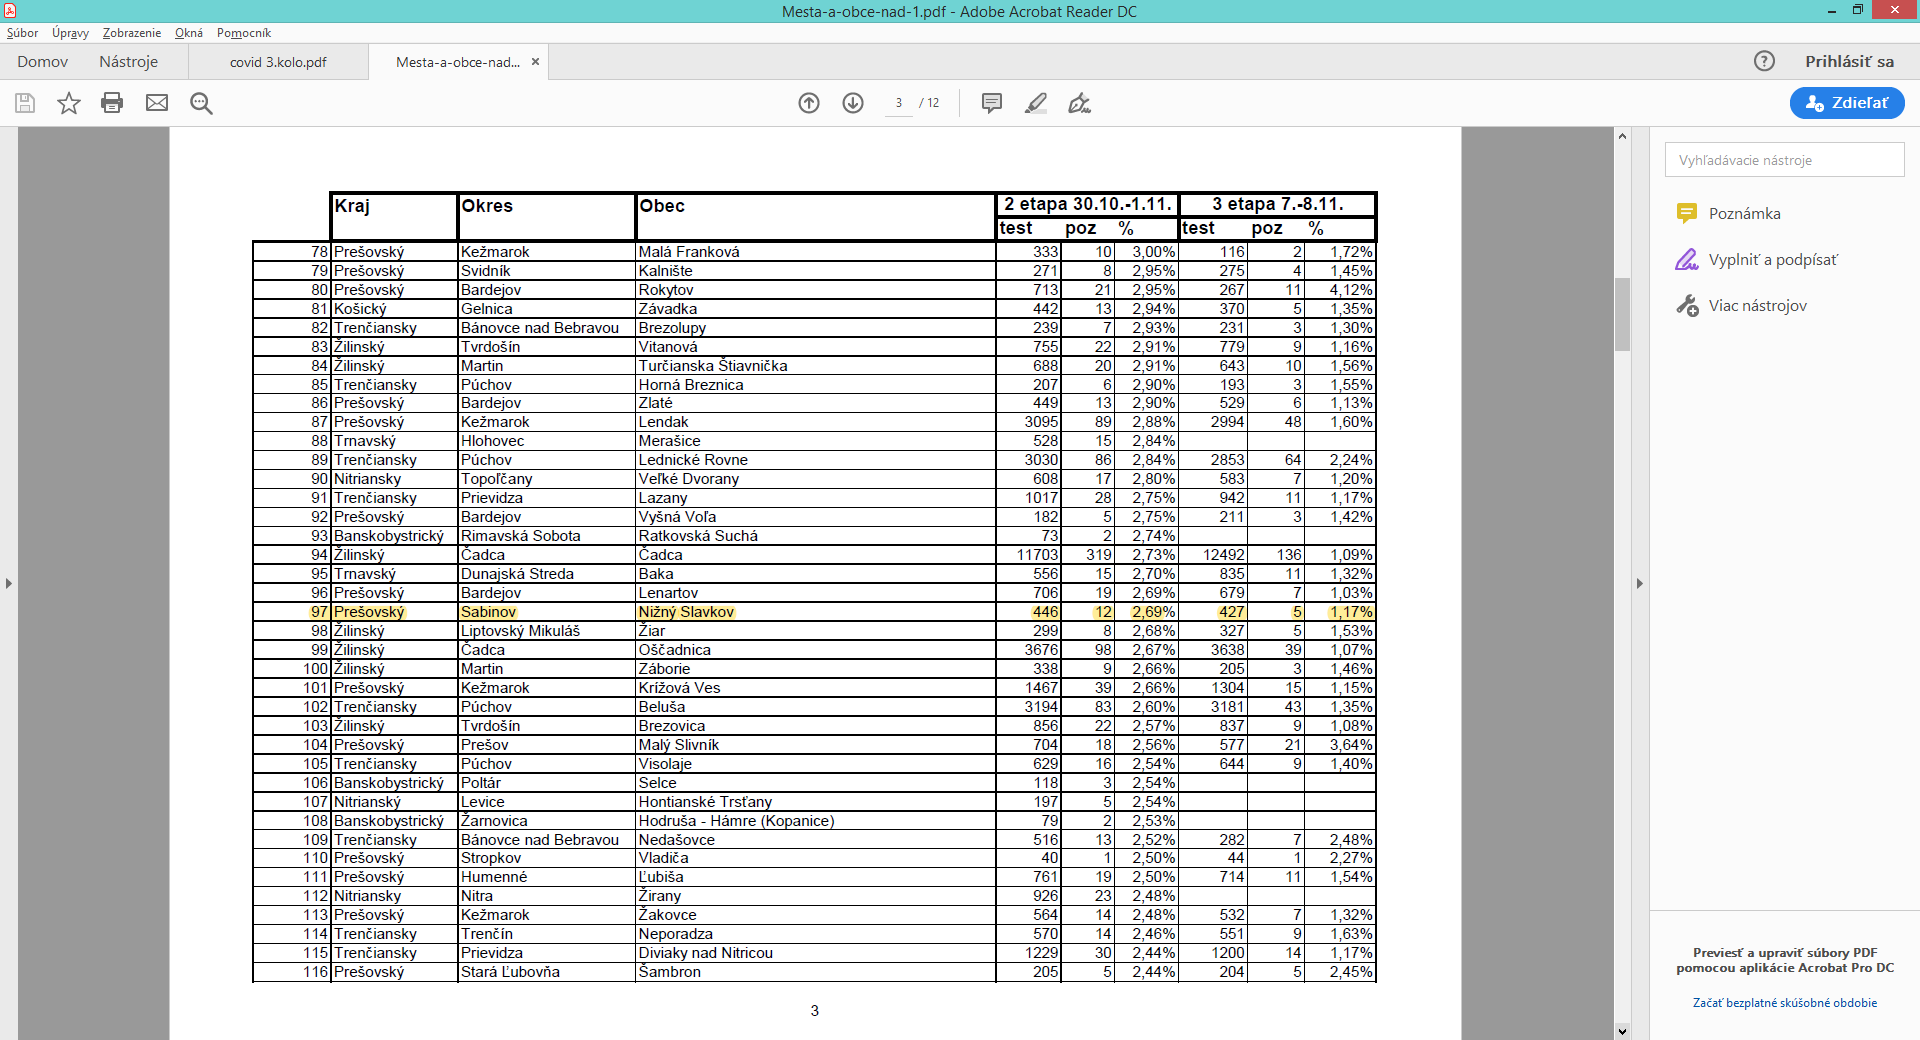 Mesta-a-obce-nad-1.pdf - Adobe Acrobat Reader DC
Súbor Úpravy Zobrazenie Okná Pomocník
Domov Nástroje covid 3.kolo.pdf Mesta-a-obce-nad... × ? Prihlásiť sa
3 / 12 Zdieľať
Kraj Okres Obec 2 etapa 30.10.-1.11. 3 etapa 7.-8.11.
test poz % test poz %
78 Prešovský Kežmarok Malá Franková 333 10 3,00% 116 2 1,72%
79 Prešovský Svidník Kalnište 271 8 2,95% 275 4 1,45%
80 Prešovský Bardejov Rokytov 713 21 2,95% 267 11 4,12%
81 Košický Gelnica Závadka 442 13 2,94% 370 5 1,35%
82 Trenčiansky Bánovce nad Bebravou Brezolupy 239 7 2,93% 231 3 1,30%
83 Žilinský Tvrdošín Vitanová 755 22 2,91% 779 9 1,16%
84 Žilinský Martin Turčianska Štiavnička 688 20 2,91% 643 10 1,56%
85 Trenčiansky Púchov Horná Breznica 207 6 2,90% 193 3 1,55%
86 Prešovský Bardejov Zlaté 449 13 2,90% 529 6 1,13%
87 Prešovský Kežmarok Lendak 3095 89 2,88% 2994 48 1,60%
88 Trnavský Hlohovec Merašice 528 15 2,84%
89 Trenčiansky Púchov Lednické Rovne 3030 86 2,84% 2853 64 2,24%
90 Nitriansky Topoľčany Veľké Dvorany 608 17 2,80% 583 7 1,20%
91 Trenčiansky Prievidza Lazany 1017 28 2,75% 942 11 1,17%
92 Prešovský Bardejov Vyšná Voľa 182 5 2,75% 211 3 1,42%
93 Banskobystrický Rimavská Sobota Ratkovská Suchá 73 2 2,74%
94 Žilinský Čadca Čadca 11703 319 2,73% 12492 136 1,09%
95 Trnavský Dunajská Streda Baka 556 15 2,70% 835 11 1,32%
96 Prešovský Bardejov Lenartov 706 19 2,69% 679 7 1,03%
97 Prešovský Sabinov Nižný Slavkov 446 12 2,69% 427 5 1,17%
98 Žilinský Liptovský Mikuláš Žiar 299 8 2,68% 327 5 1,53%
99 Žilinský Čadca Oščadnica 3676 98 2,67% 3638 39 1,07%
100 Žilinský Martin Záborie 338 9 2,66% 205 3 1,46%
101 Prešovský Kežmarok Krížová Ves 1467 39 2,66% 1304 15 1,15%
102 Trenčiansky Púchov Beluša 3194 83 2,60% 3181 43 1,35%
103 Žilinský Tvrdošín Brezovica 856 22 2,57% 837 9 1,08%
104 Prešovský Prešov Malý Slivník 704 18 2,56% 577 21 3,64%
105 Trenčiansky Púchov Visolaje 629 16 2,54% 644 9 1,40%
106 Banskobystrický Poltár Selce 118 3 2,54%
107 Nitrianský Levice Hontianské Trsťany 197 5 2,54%
108 Banskobystrický Žarnovica Hodruša - Hámre (Kopanice) 79 2 2,53%
109 Trenčiansky Bánovce nad Bebravou Nedašovce 516 13 2,52% 282 7 2,48%
110 Prešovský Stropkov Vladiča 40 1 2,50% 44 1 2,27%
111 Prešovský Humenné Ľubiša 761 19 2,50% 714 11 1,54%
112 Nitriansky Nitra Žirany 926 23 2,48%
113 Prešovský Kežmarok Žakovce 564 14 2,48% 532 7 1,32%
114 Trenčiansky Trenčín Neporadza 570 14 2,46% 551 9 1,63%
115 Trenčiansky Prievidza Diviaky nad Nitricou 1229 30 2,44% 1200 14 1,17%
116 Prešovský Stará Ľubovňa Šambron 205 5 2,44% 204 5 2,45%
3
Vyhľadávacie nástroje
Poznámka
Vyplniť a podpísať
Viac nástrojov
Previesť a upraviť súbory PDF
pomocou aplikácie Acrobat Pro DC
Začať bezplatné skúšobné obdobie